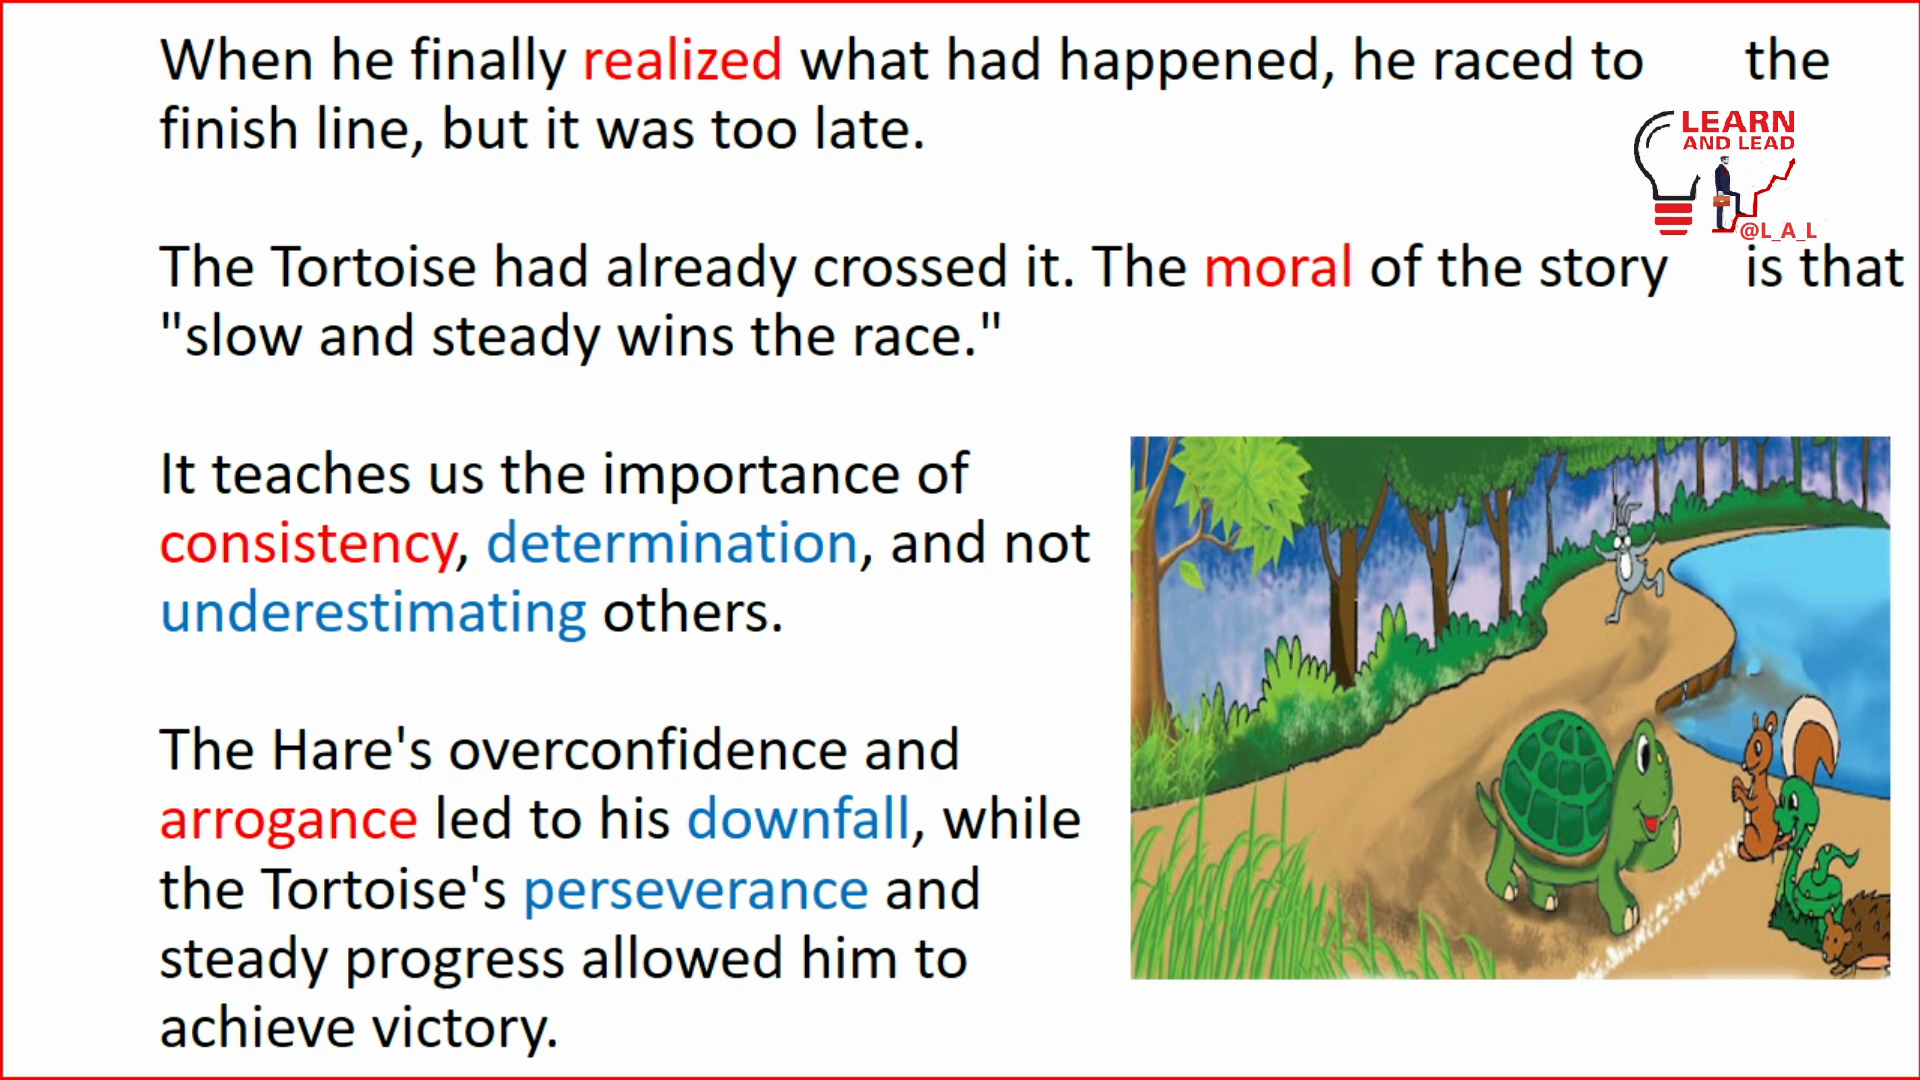 When he finally realized what had happened, he raced to the
finish line, but it was too late.
LEARN
AND LEAD
@L_A_L
The Tortoise had already crossed it. The moral of the story is that
"slow and steady wins the race."
It teaches us the importance of
consistency, determination, and not
underestimating others.
The Hare's overconfidence and
arrogance led to his downfall, while
the Tortoise's perseverance and
steady progress allowed him to
achieve victory.